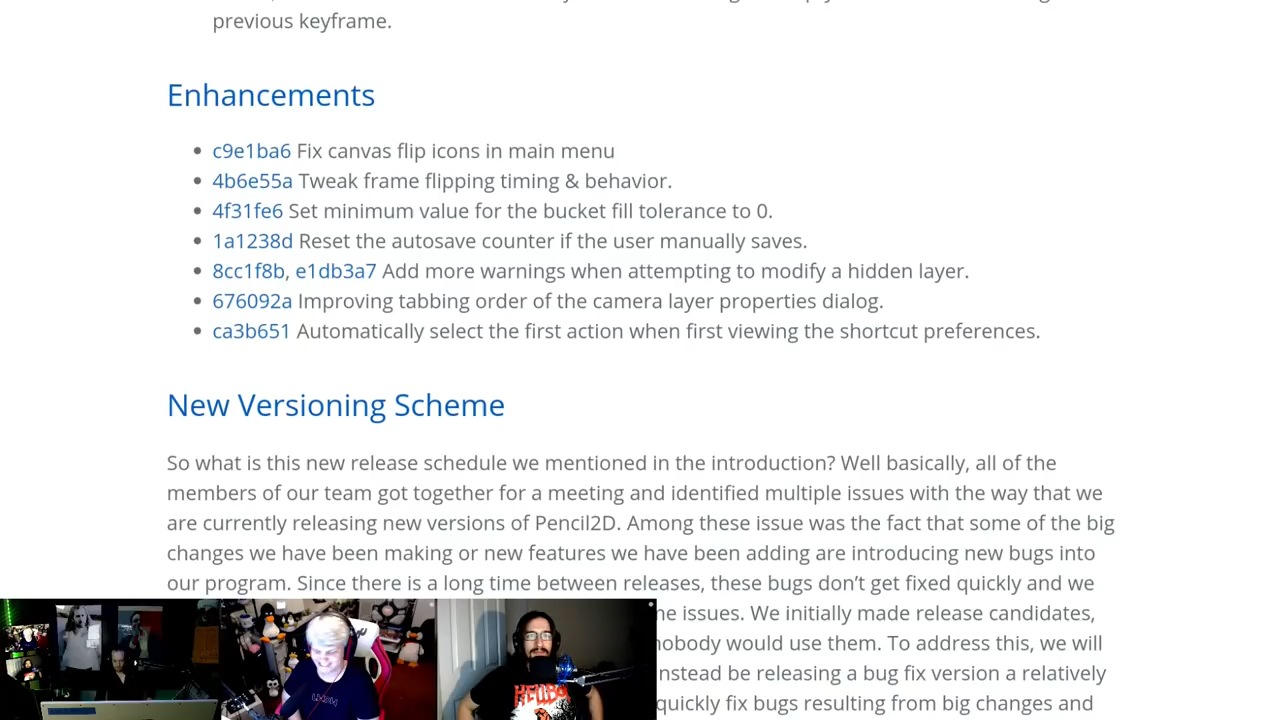 previous keyframe.
Enhancements
c9e1ba6 Fix canvas flip icons in main menu
4b6e55a Tweak frame flipping timing & behavior.
4f31fe6 Set minimum value for the bucket fill tolerance to 0.
1a1238d Reset the autosave counter if the user manually saves.
8cc1f8b, e1db3a7 Add more warnings when attempting to modify a hidden layer.
676092a Improving tabbing order of the camera layer properties dialog.
ca3b651 Automatically select the first action when first viewing the shortcut preferences.
New Versioning Scheme
So what is this new release schedule we mentioned in the introduction? Well basically, all of the
members of our team got together for a meeting and identified multiple issues with the way that we
are currently releasing new versions of Pencil2D. Among these issue was the fact that some of the big
changes we have been making or new features we have been adding are introducing new bugs into
our program. Since there is a long time between releases, these bugs don't get fixed quickly and we
issues. We initially made release candidates,
nobody would use them. To address this, we will
instead be releasing a bug fix version a relatively
quickly fix bugs resulting from big changes and